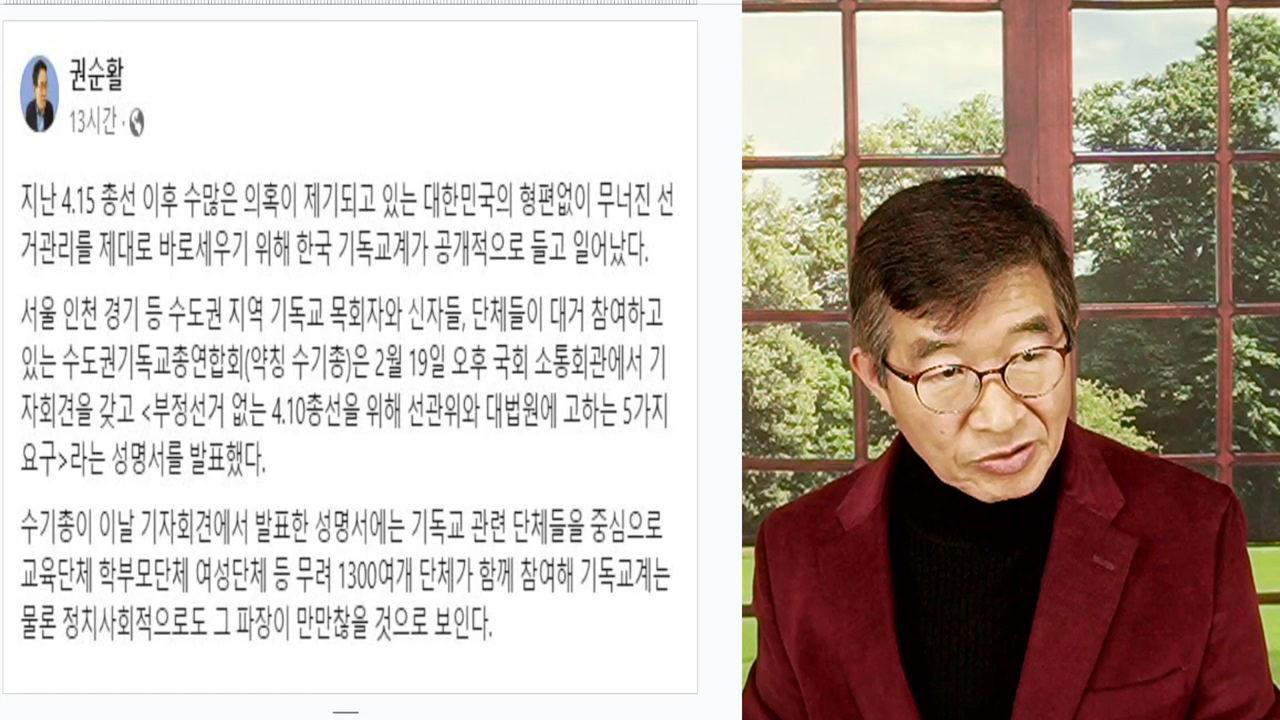 권순활
13시간 ·
지난 4.15 총선 이후 수많은 의혹이 제기되고 있는 대한민국의 형편없이 무너진 선
거관리를 제대로 바로세우기 위해 한국 기독교계가 공개적으로 들고 일어났다.
서울 인천 경기 등 수도권 지역 기독교 목회자와 신자들, 단체들이 대거 참여하고
있는 수도권기독교총연합회(약칭 수기총)은 2월 19일 오후 국회 소통회관에서 기
자회견을 갖고 <부정선거 없는 4.10총선을 위해 선관위와 대법원에 고하는 5가지
요구>라는 성명서를 발표했다.
수기총이 이날 기자회견에서 발표한 성명서에는 기독교 관련 단체들을 중심으로
교육단체 학부모단체 여성단체 등 무려 1300여개 단체가 함께 참여해 기독교계는
물론 정치사회적으로도 그 파장이 만만찮을 것으로 보인다.